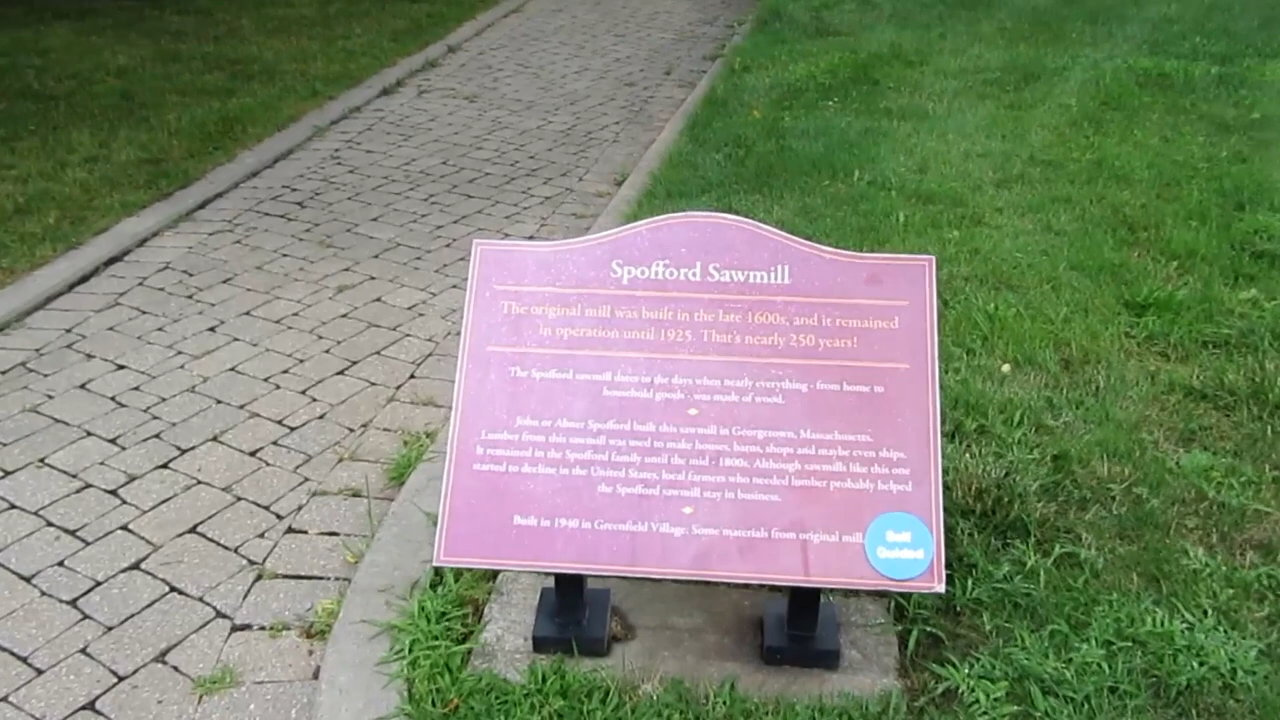 Spofford Sawmill
The original mill was built in the late 1600s, and it remained
in operation until 1925. That's nearly 250 years!
The Spofford sawmill dates to the days when nearly everything - from home to
household goods - was made of wood.
John or Abner Spofford built this sawmill in Georgetown, Massachusetts.
Lumber from this sawmill was used to make houses, barns, shops and maybe even ships.
It remained in the Spofford family until the mid - 1800s. Although sawmills like this one
started to decline in the United States, local farmers who needed lumber probably helped
the Spofford sawmill stay in business.
Built in 1940 in Greenfield Village. Some materials from original mill.
Self
Guided